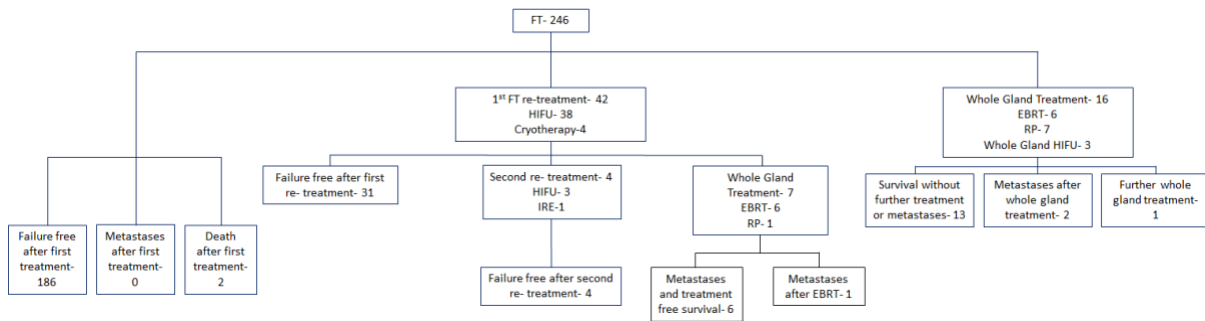 FT- 246
1st FT re-treatment- 42
HIFU- 38
Cryotherapy-4
Whole Gland Treatment- 16
EBRT- 6
RP- 7
Whole Gland HIFU- 3
Failure free after first
re- treatment- 31
Second re- treatment- 4
HIFU- 3
IRE-1
Whole Gland
Treatment- 7
EBRT- 6
RP- 1
Survival without
further treatment
or metastases- 13
Metastases after
whole gland
treatment- 2
Further whole
gland treatment-
1
Failure free
after first
treatment-
186
Metastases
after first
treatment-
0
Death
after first
treatment-
2
Failure free after second
re- treatment- 4
Metastases
and treatment
free survival- 6
Metastases
after EBRT- 1